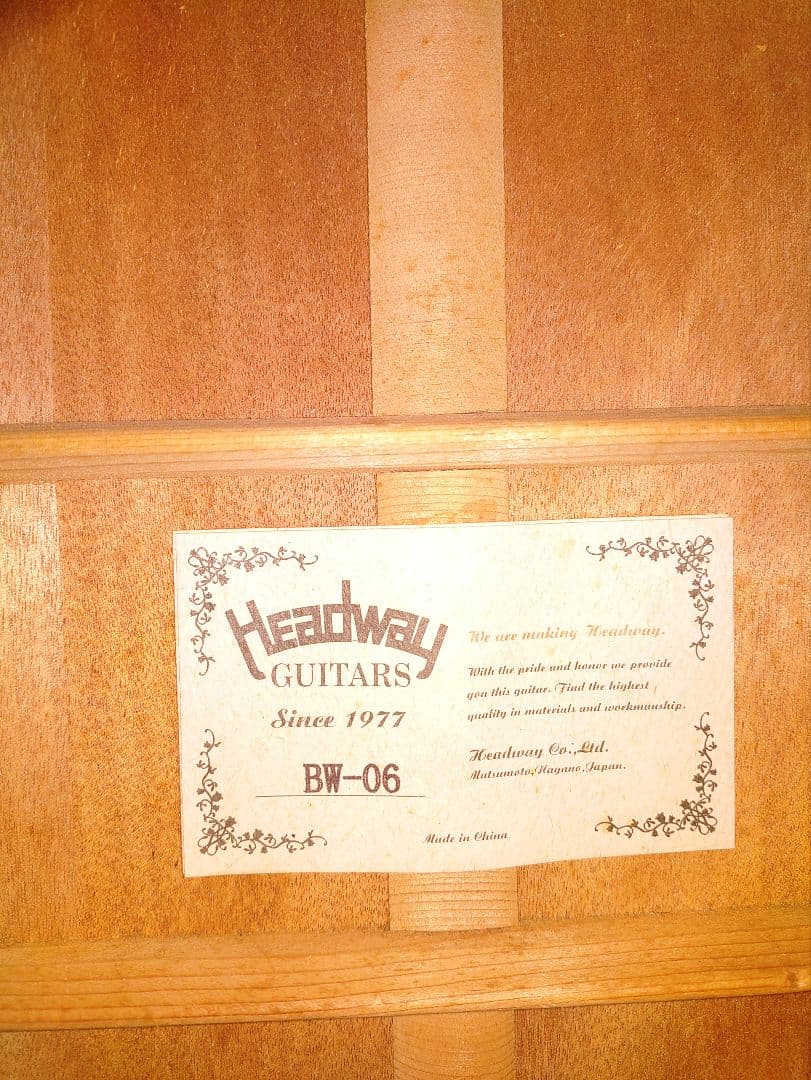 Headway
GUITARS
Since 1977
BW-06
We are making Headway.
With the pride and honor we provide
you this guitar. Find the highest
quality in materials and workmanship.
Headway Co.,Ltd.
Matsumoto,Nagano,Japan.
Made in China